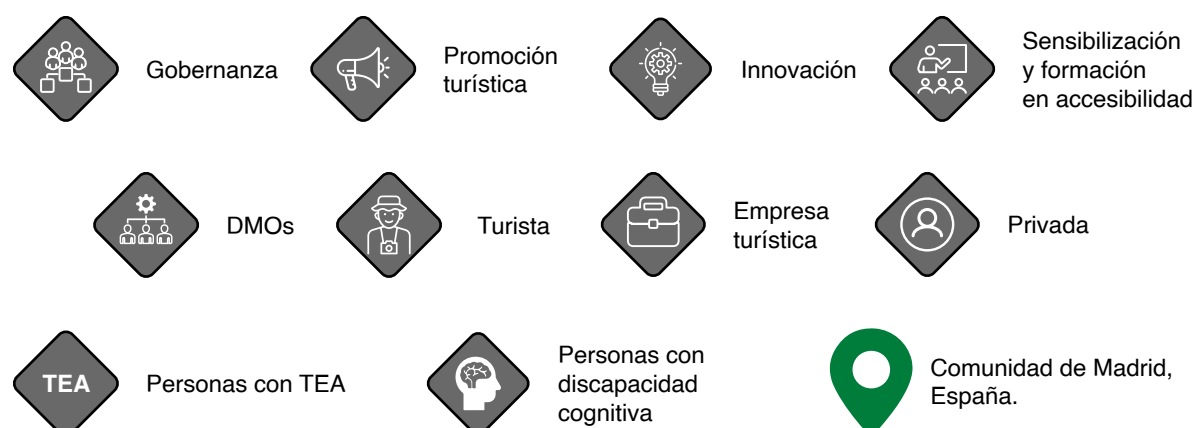 Gobernanza
Promoción
turística
Innovación
Sensibilización
y formación
en accesibilidad
DMOs
Turista
Empresa
turística
Privada
TEA
Personas con TEA
Personas con
discapacidad
cognitiva
Comunidad de Madrid,
España.